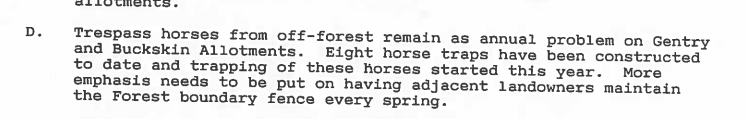 allotments.
D. Trespass horses from off-forest remain as annual problem on Gentry
and Buckskin Allotments. Eight horse traps have been constructed
to date and trapping of these horses started this year. More
emphasis needs to be put on having adjacent landowners maintain
the Forest boundary fence every spring.